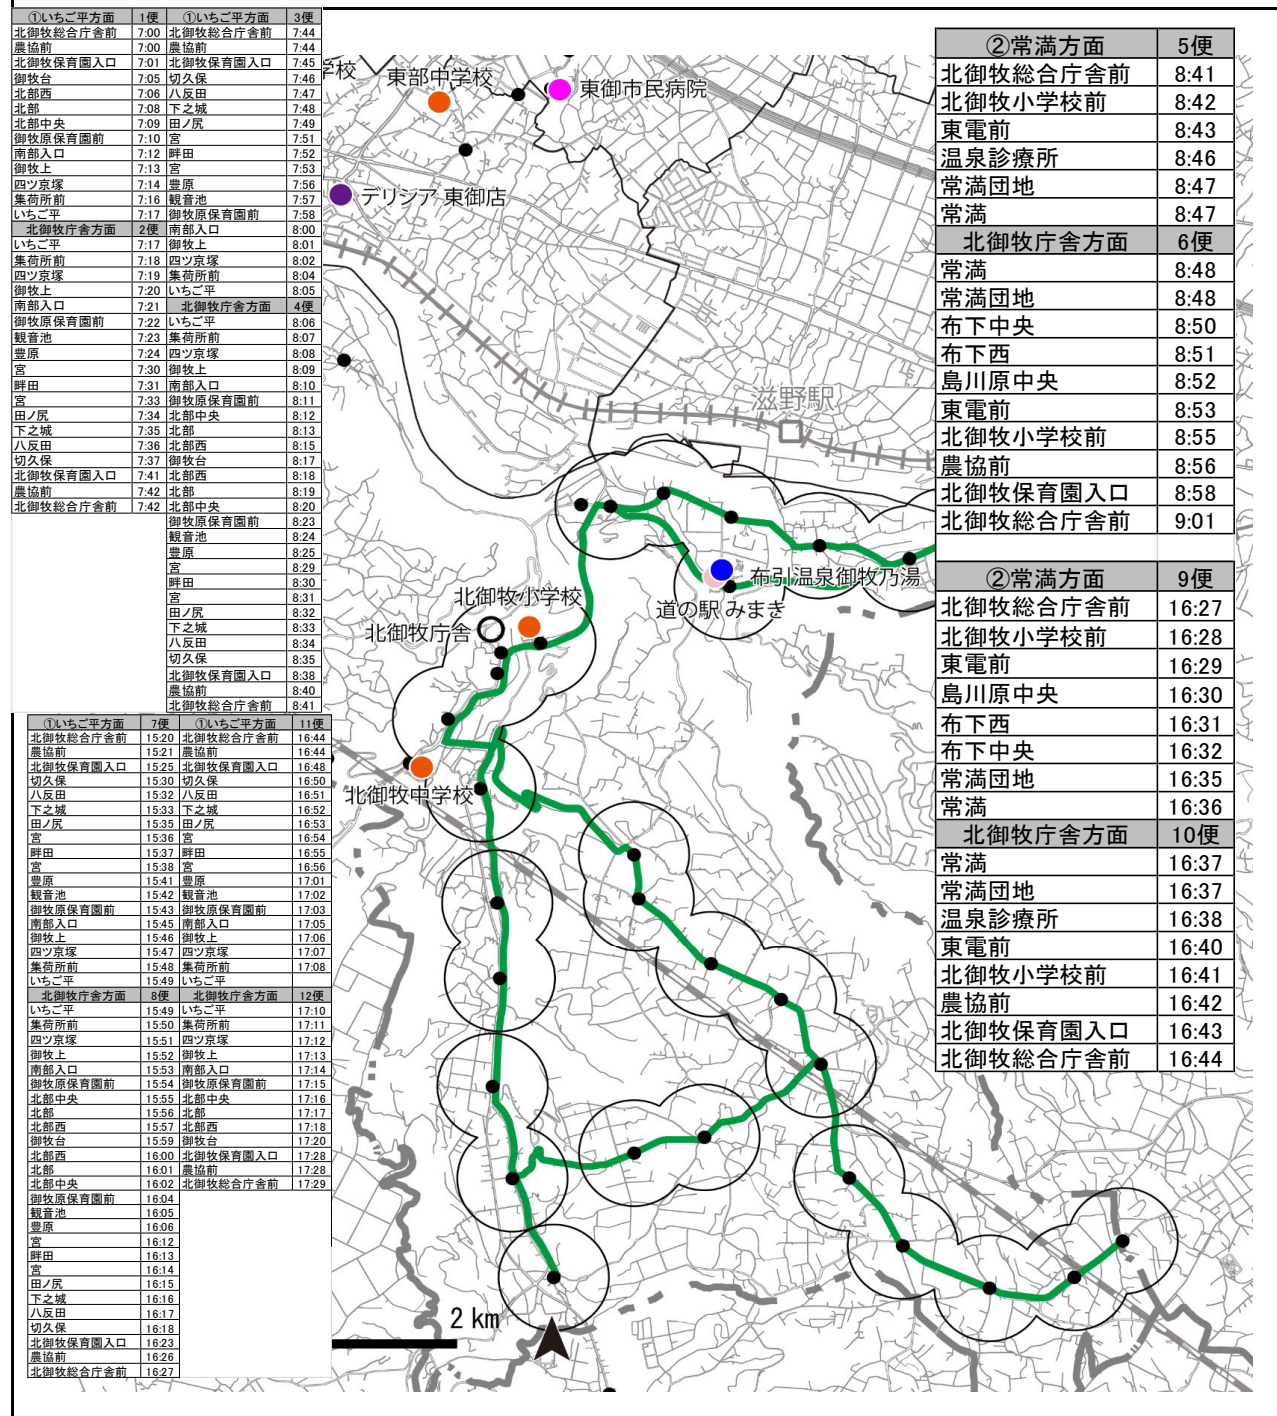 ①いちご平方面 1便 ①いちご平方面 3便
北御牧総合庁舎前 7:00 北御牧総合庁舎前 7:44
農協前 7:00 農協前 7:44
北御牧保育園入口 7:01 北御牧保育園入口 7:45
御牧台 7:05 切久保 7:46
北部西 7:06 八反田 7:47
北部 7:08 下之城 7:48
北部中央 7:09 田ノ尻 7:49
御牧原保育園前 7:10 宮 7:51
南部入口 7:12 畔田 7:52
御牧上 7:13 宮 7:53
四ツ京塚 7:14 豊原 7:56
集荷所前 7:16 観音池 7:57
いちご平 7:17 御牧原保育園前 7:58
北御牧庁舎方面 2便 南部入口 8:00
いちご平 7:17 御牧上 8:01
集荷所前 7:18 四ツ京塚 8:02
四ツ京塚 7:19 集荷所前 8:04
御牧上 7:20 いちご平 8:05
南部入口 7:21 北御牧庁舎方面 4便
御牧原保育園前 7:22 いちご平 8:06
観音池 7:23 集荷所前 8:07
豊原 7:24 四ツ京塚 8:08
宮 7:30 御牧上 8:09
畔田 7:31 南部入口 8:10
宮 7:33 御牧原保育園前 8:11
田ノ尻 7:34 北部中央 8:12
下之城 7:35 北部 8:13
八反田 7:36 北部西 8:15
切久保 7:37 御牧台 8:17
北御牧保育園入口 7:41 北部西 8:18
農協前 7:42 北部 8:19
北御牧総合庁舎前 7:42 北部中央 8:20
御牧原保育園前 8:23
観音池 8:24
豊原 8:25
宮 8:29
畔田 8:30
宮 8:31
田ノ尻 8:32
下之城 8:33
八反田 8:34
切久保 8:35
北御牧保育園入口 8:38
農協前 8:40
北御牧総合庁舎前 8:41
①いちご平方面 7便 ①いちご平方面 11便
北御牧総合庁舎前 15:20 北御牧総合庁舎前 16:44
農協前 15:21 農協前 16:44
北御牧保育園入口 15:25 北御牧保育園入口 16:48
切久保 15:30 切久保 16:50
八反田 15:32 八反田 16:51
下之城 15:33 下之城 16:52
田ノ尻 15:35 田ノ尻 16:53
宮 15:36 宮 16:54
畔田 15:37 畔田 16:55
宮 15:38 宮 16:56
豊原 15:41 豊原 17:01
観音池 15:42 観音池 17:02
御牧原保育園前 15:43 御牧原保育園前 17:03
南部入口 15:45 南部入口 17:05
御牧上 15:46 御牧上 17:06
四ツ京塚 15:47 四ツ京塚 17:07
集荷所前 15:48 集荷所前 17:08
いちご平 15:49 いちご平
北御牧庁舎方面 8便 北御牧庁舎方面 12便
いちご平 15:49 いちご平 17:10
集荷所前 15:50 集荷所前 17:11
四ツ京塚 15:51 四ツ京塚 17:12
御牧上 15:52 御牧上 17:13
南部入口 15:53 南部入口 17:14
御牧原保育園前 15:54 御牧原保育園前 17:15
北部中央 15:55 北部中央 17:16
北部 15:56 北部 17:17
北部西 15:57 北部西 17:18
御牧台 15:59 御牧台 17:20
北部西 16:00 北御牧保育園入口 17:28
北部 16:01 農協前 17:28
北部中央 16:02 北御牧総合庁舎前 17:29
御牧原保育園前 16:04
観音池 16:05
豊原 16:06
宮 16:12
畔田 16:13
宮 16:14
田ノ尻 16:15
下之城 16:16
八反田 16:17
切久保 16:18
北御牧保育園入口 16:23
農協前 16:26
北御牧総合庁舎前 16:27
学校
東部中学校
東御市民病院
デリシア 東御店
滋野駅
布引温泉御牧乃湯
道の駅 みまき
北御牧小学校
北御牧庁舎
北御牧中学校
2 km
②常満方面 5便
北御牧総合庁舎前 8:41
北御牧小学校前 8:42
東電前 8:43
温泉診療所 8:46
常満団地 8:47
常満 8:47
北御牧庁舎方面 6便
常満 8:48
常満団地 8:48
布下中央 8:50
布下西 8:51
島川原中央 8:52
東電前 8:53
北御牧小学校前 8:55
農協前 8:56
北御牧保育園入口 8:58
北御牧総合庁舎前 9:01
②常満方面 9便
北御牧総合庁舎前 16:27
北御牧小学校前 16:28
東電前 16:29
島川原中央 16:30
布下西 16:31
布下中央 16:32
常満団地 16:35
常満 16:36
北御牧庁舎方面 10便
常満 16:37
常満団地 16:37
温泉診療所 16:38
東電前 16:40
北御牧小学校前 16:41
農協前 16:42
北御牧保育園入口 16:43
北御牧総合庁舎前 16:44